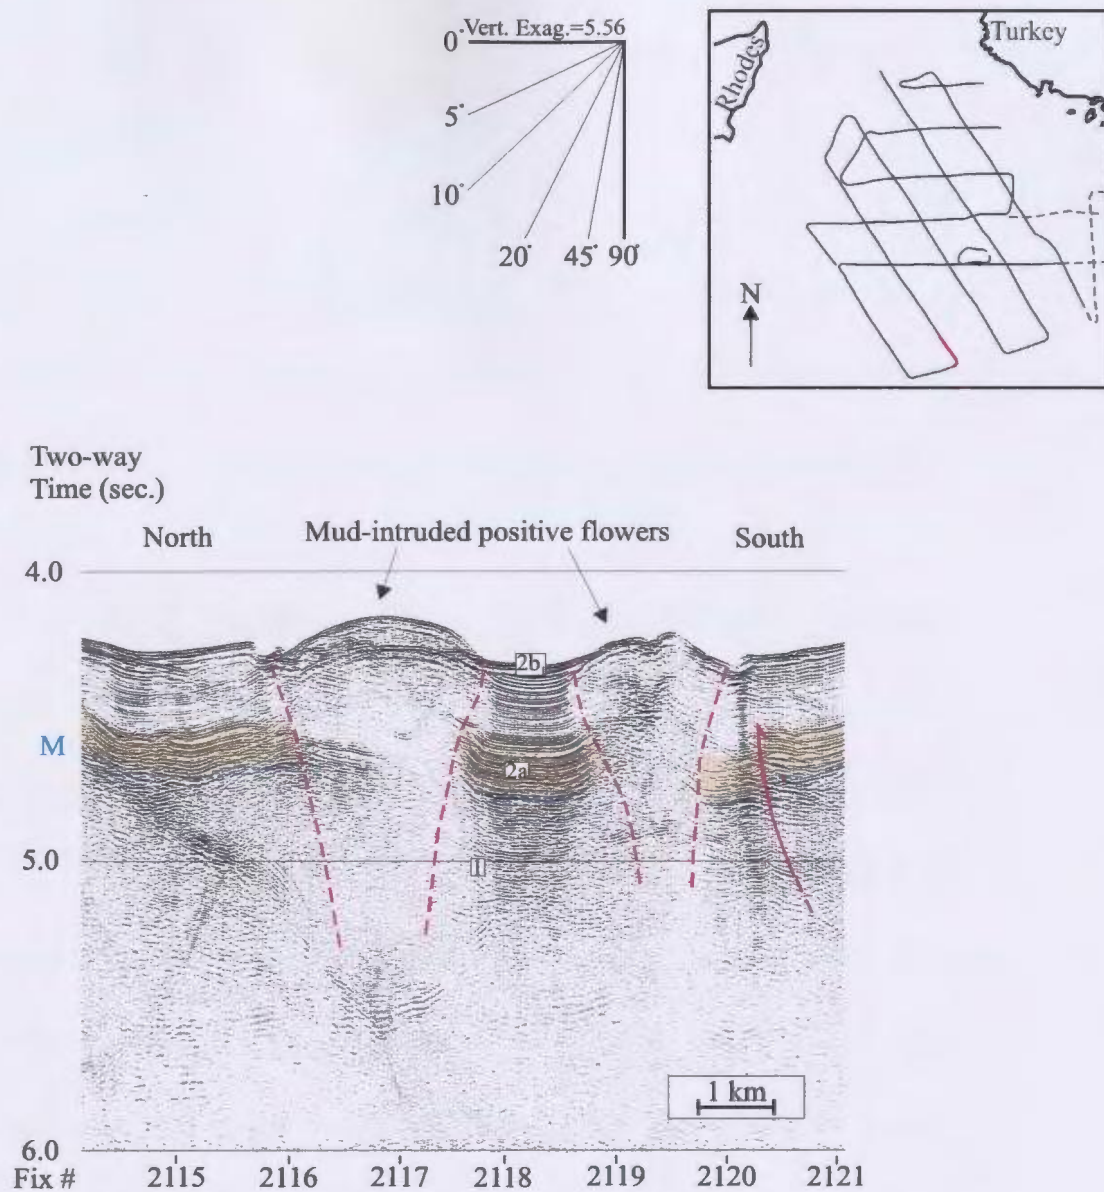 Vert. Exag.=5.56
0°
5°
10°
20° 45° 90°
Rhodes
Turkey
N
Two-way
Time (sec.)
North Mud-intruded positive flowers South
4.0
2b
M
2a
5.0
1
1 km
6.0
Fix # 2115 2116 2117 2118 2119 2120 2121